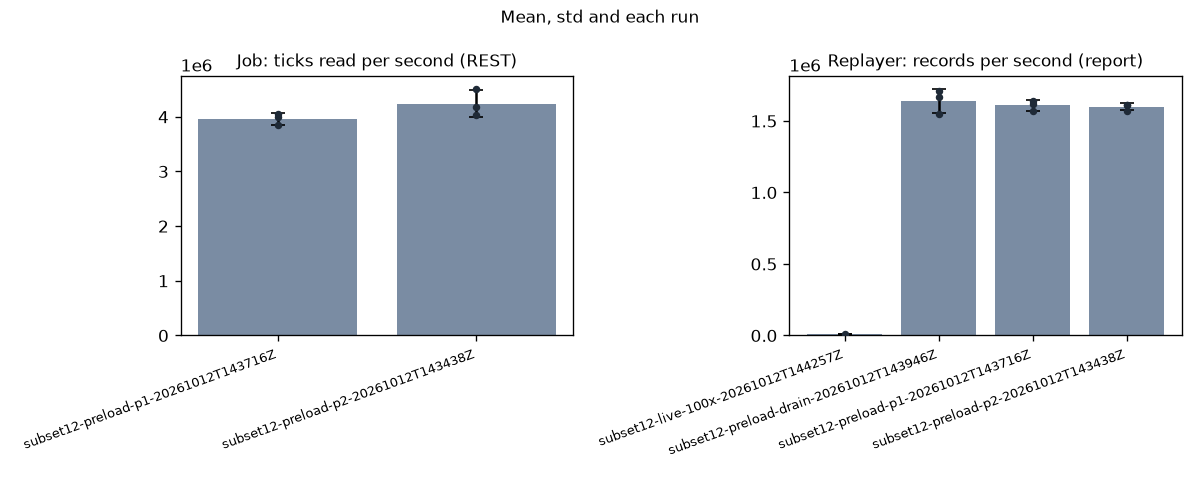 Mean, std and each run
Job: ticks read per second (REST)
1e6
4
3
2
1
0
subset12-preload-p1-20261012T143716Z
subset12-preload-p2-20261012T143438Z
Replayer: records per second (report)
1e6
1.5
1.0
0.5
0.0
subset12-live-100x-20261012T144257Z
subset12-preload-drain-20261012T143946Z
subset12-preload-p1-20261012T143716Z
subset12-preload-p2-20261012T143438Z